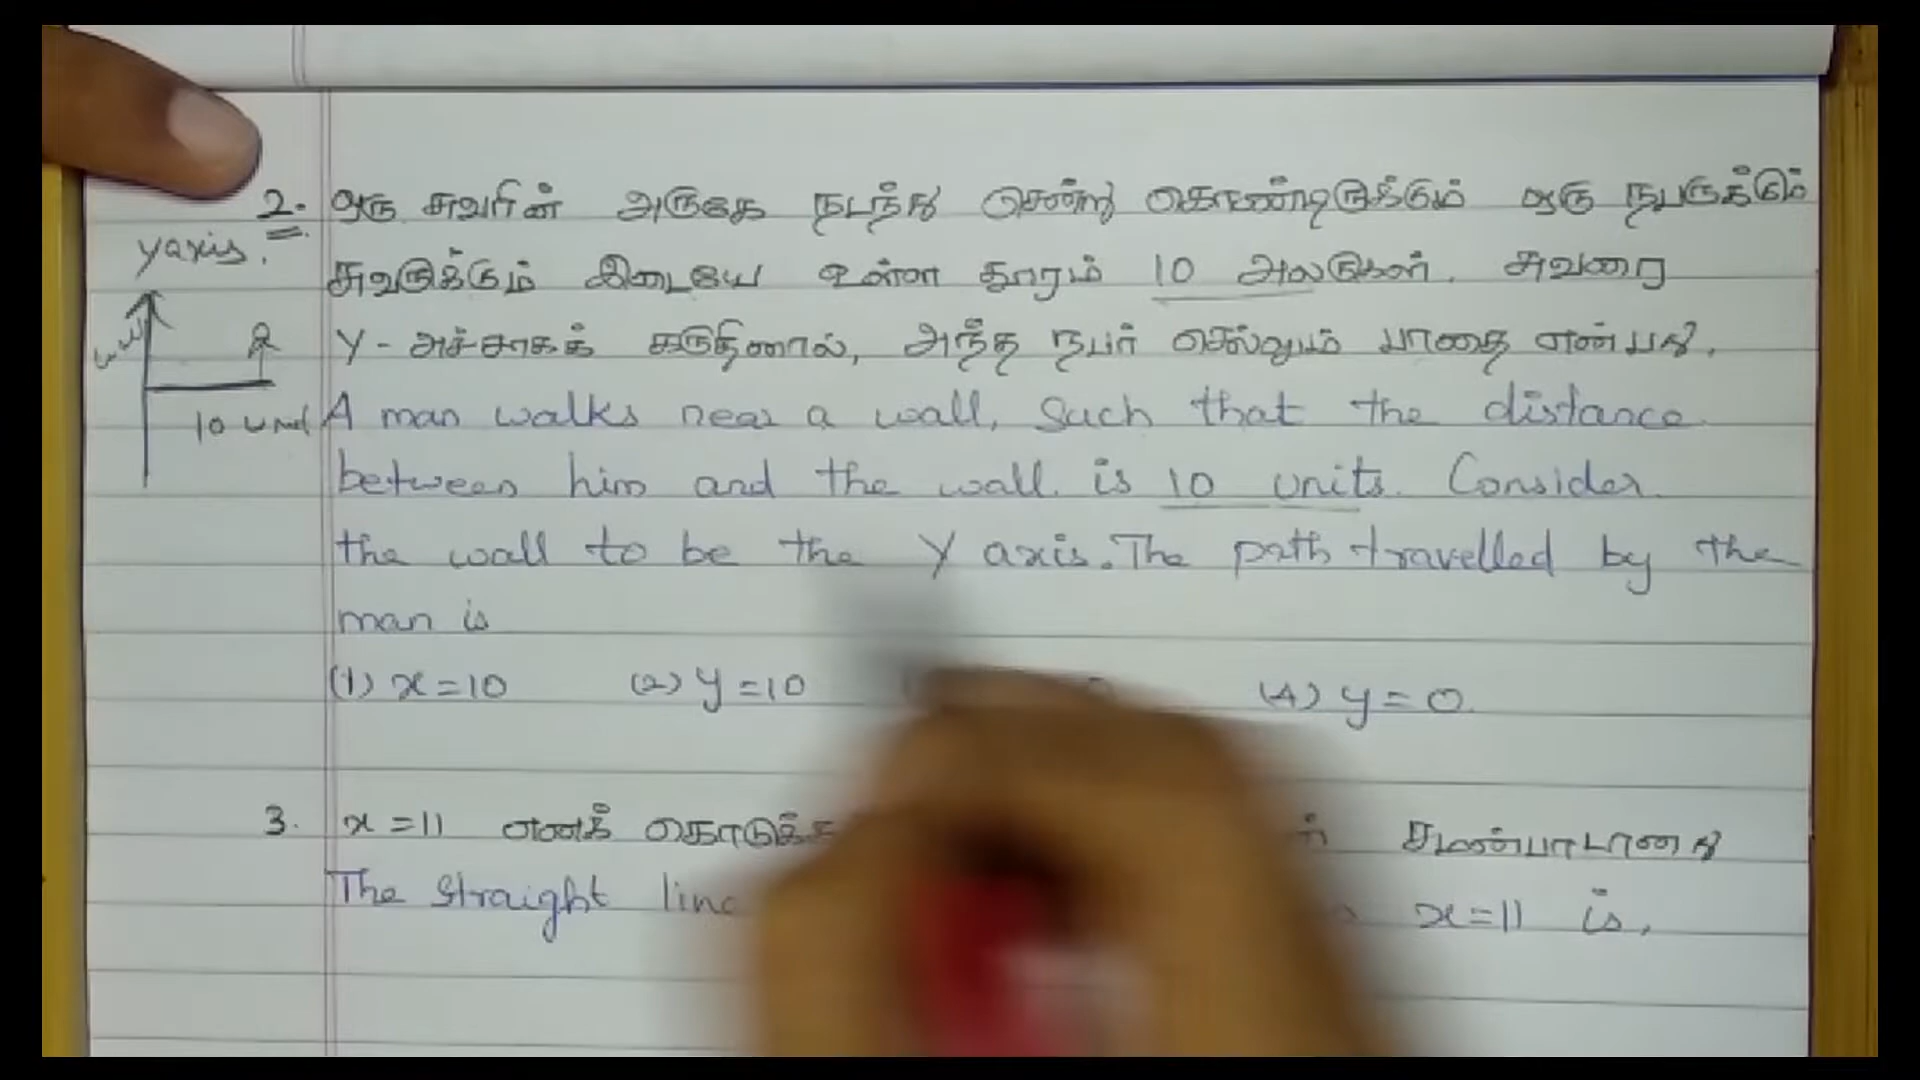 2. ஒரு சுவரின் அருகே நடந்து சென்று கொண்டிருக்கும் ஒரு நபருக்கும்
yaxis.
சுவருக்கும் இடையே உள்ள தூரம் 10 அலகுகள். சுவரை
wall
Y - அச்சாகக் கருதினால், அந்த நபர் செல்லும் பாதை என்பது.
10 unit
A man walks near a wall, Such that the distance
between him and the wall is 10 units. Consider
the wall to be the Y axis. The path travelled by the
man is
(1) x = 10 (2) y = 10 (4) y = 0.
3. x = 11 எனக் சமன்பாடானது
The straight line x = 11 is,